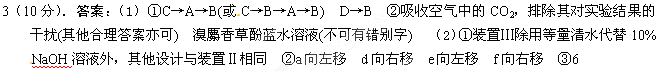 3（10分）. 答案：（1）①C→A→B(或C→B→A→B)　D→B　②吸收空气中的CO₂，排除其对实验结果的
干扰(其他合理答案亦可)　溴麝香草酚蓝水溶液(不可有错别字)　（2）①装置III除用等量清水代替10%
NaOH溶液外，其他设计与装置II相同　②a向左移　d向右移　e向左移　f向右移　③6